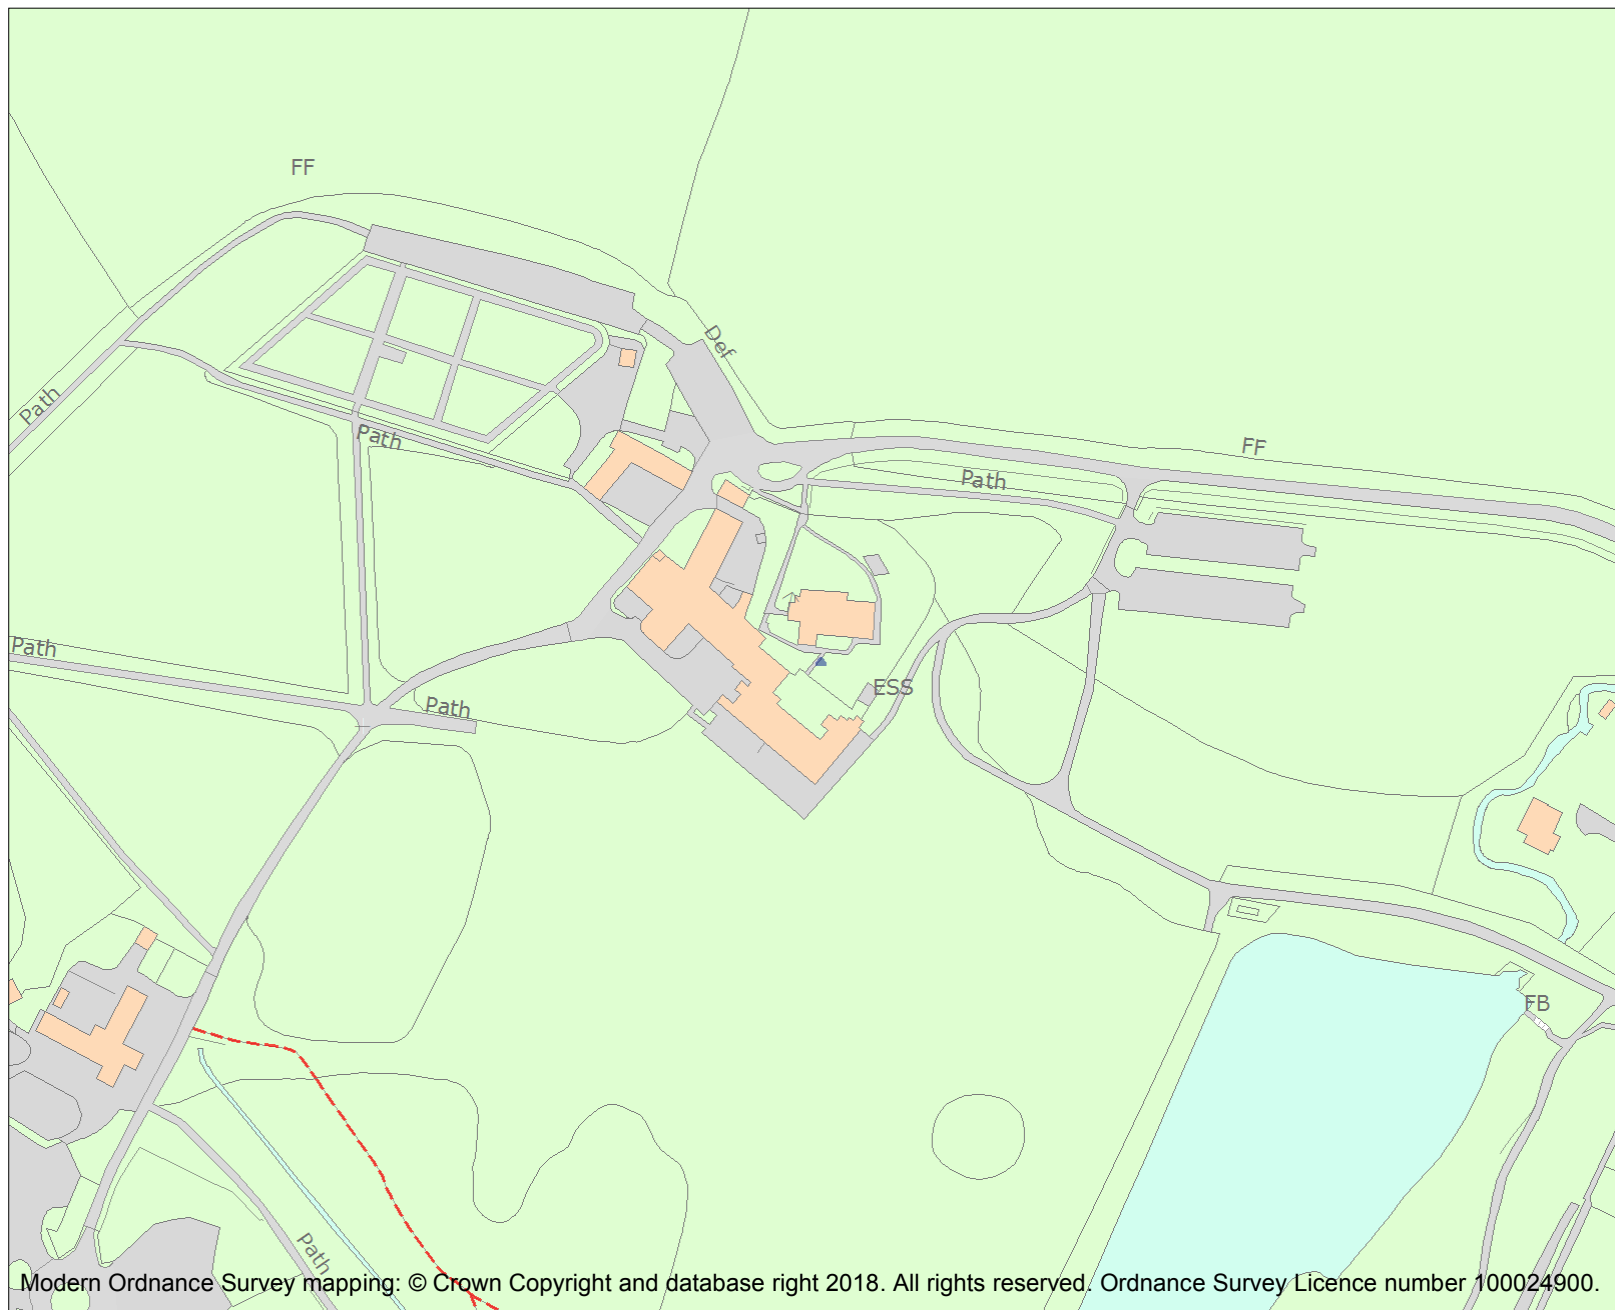 FF
Def
Path
Path
FF
Path
Path
ESS
Path
FB
Path
Modern Ordnance Survey mapping: © Crown Copyright and database right 2018. All rights reserved. Ordnance Survey Licence number 100024900.